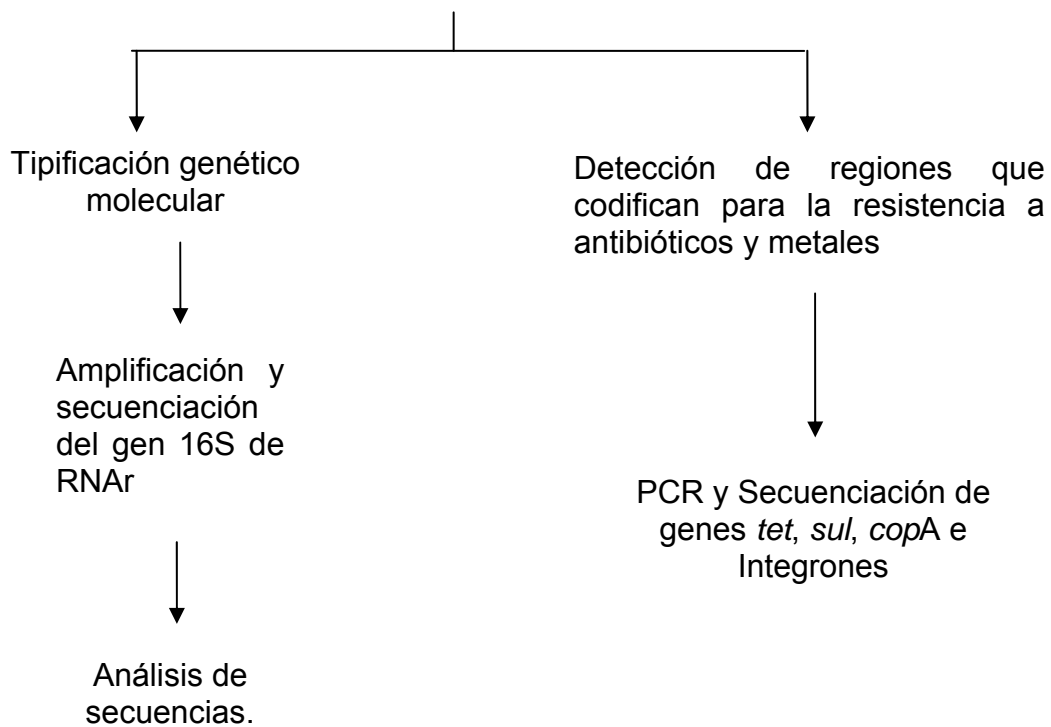 Tipificación genético
molecular
Amplificación y
secuenciación
del gen 16S de
RNAr
Análisis de
secuencias.
Detección de regiones que
codifican para la resistencia a
antibióticos y metales
PCR y Secuenciación de
genes tet, sul, copA e
Integrones